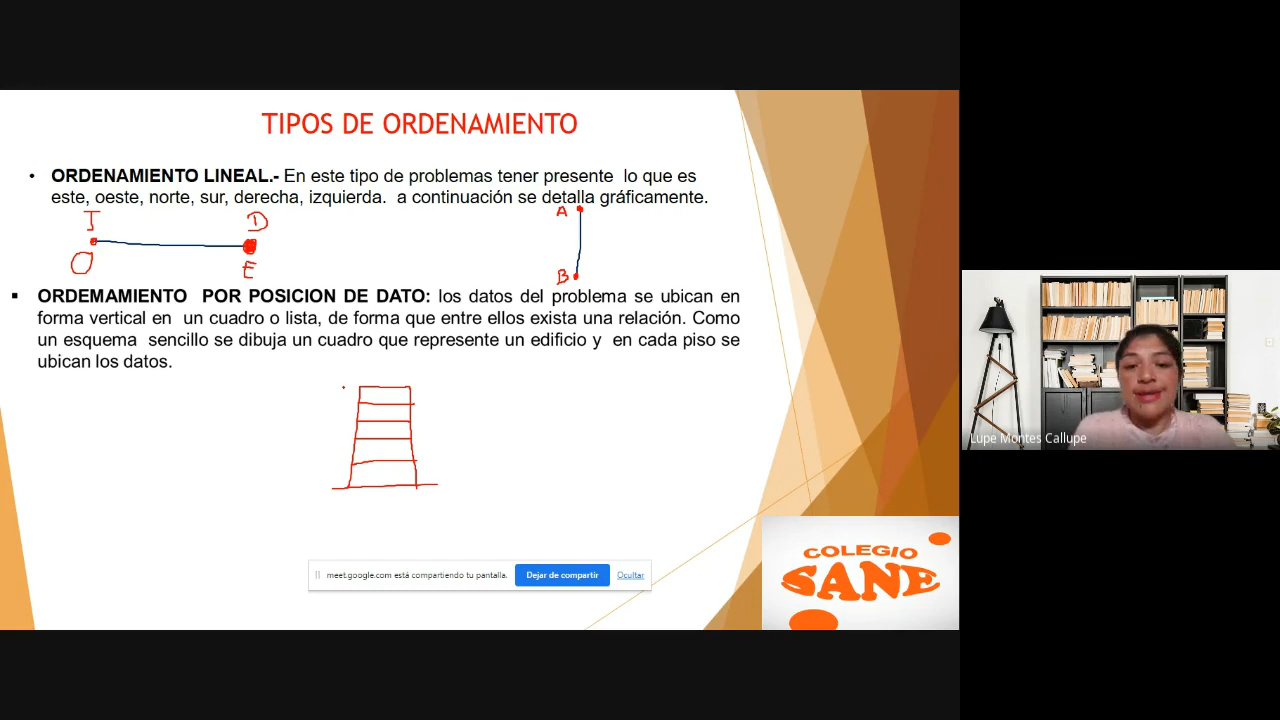 TIPOS DE ORDENAMIENTO
• ORDENAMIENTO LINEAL.- En este tipo de problemas tener presente lo que es
este, oeste, norte, sur, derecha, izquierda. a continuación se detalla gráficamente.
I D A
O E B
▪ ORDEMAMIENTO POR POSICION DE DATO: los datos del problema se ubican en
forma vertical en un cuadro o lista, de forma que entre ellos exista una relación. Como
un esquema sencillo se dibuja un cuadro que represente un edificio y en cada piso se
ubican los datos.
Lupe Montes Callupe
COLEGIO
SANE
meet.google.com está compartiendo tu pantalla. Dejar de compartir Ocultar